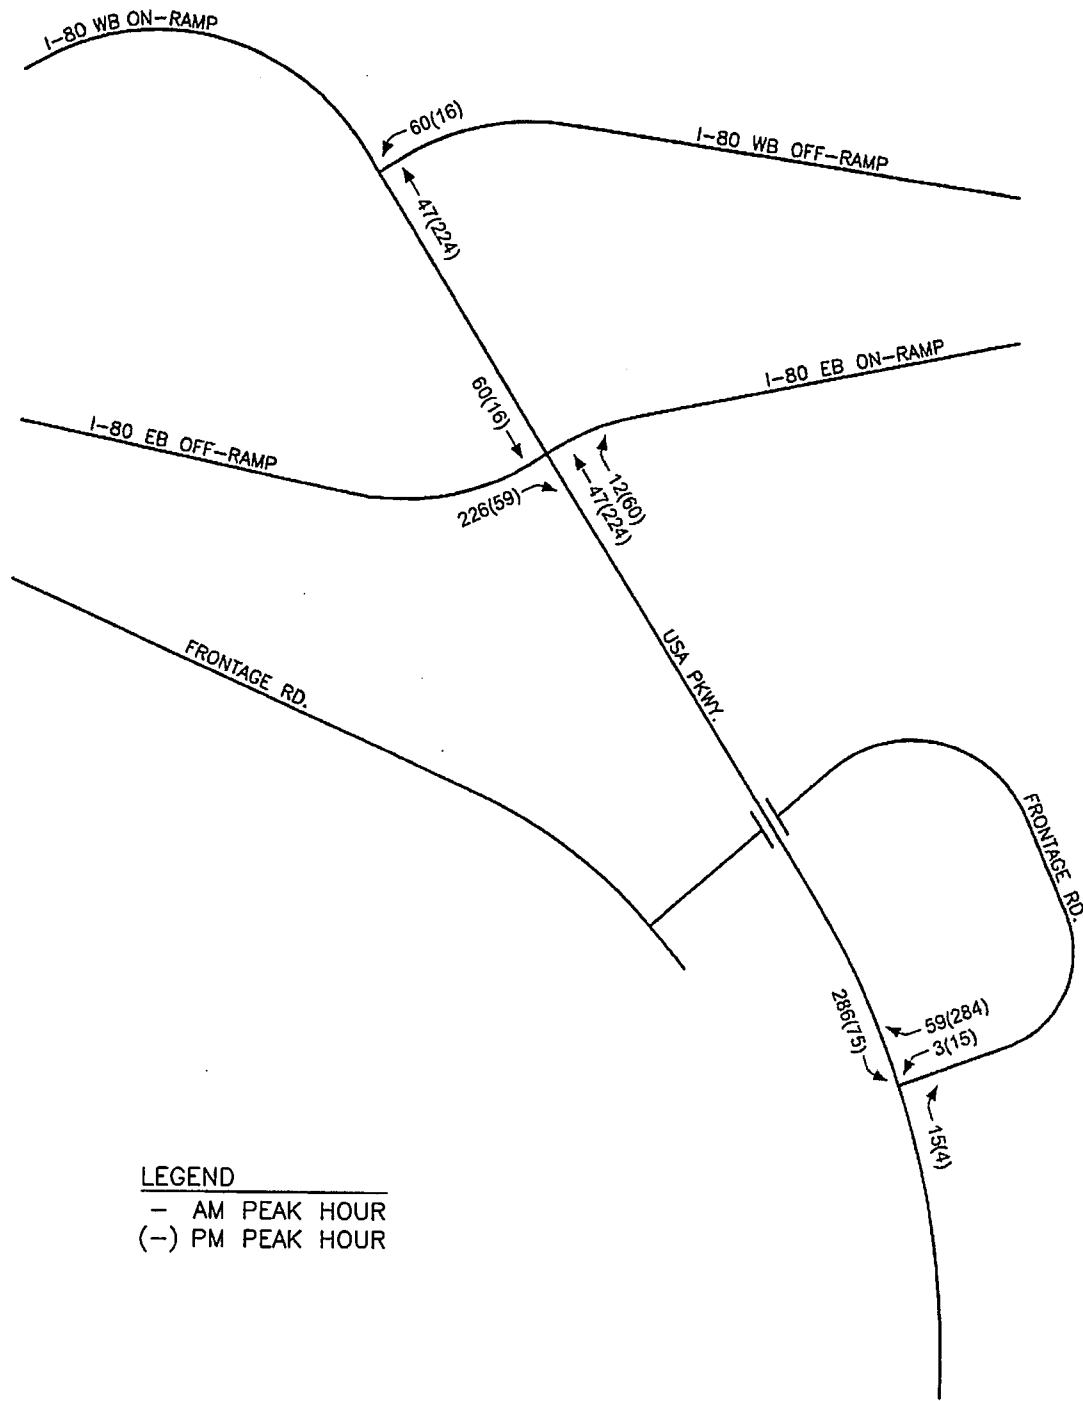 I-80 WB ON-RAMP
60(16)
I-80 WB OFF-RAMP
47(224)
I-80 EB ON-RAMP
60(16)
I-80 EB OFF-RAMP
226(59)
12(60)
47(224)
FRONTAGE RD.
USA PKWY.
FRONTAGE RD.
286(75)
59(284)
3(15)
15(4)
LEGEND
- AM PEAK HOUR
(-) PM PEAK HOUR